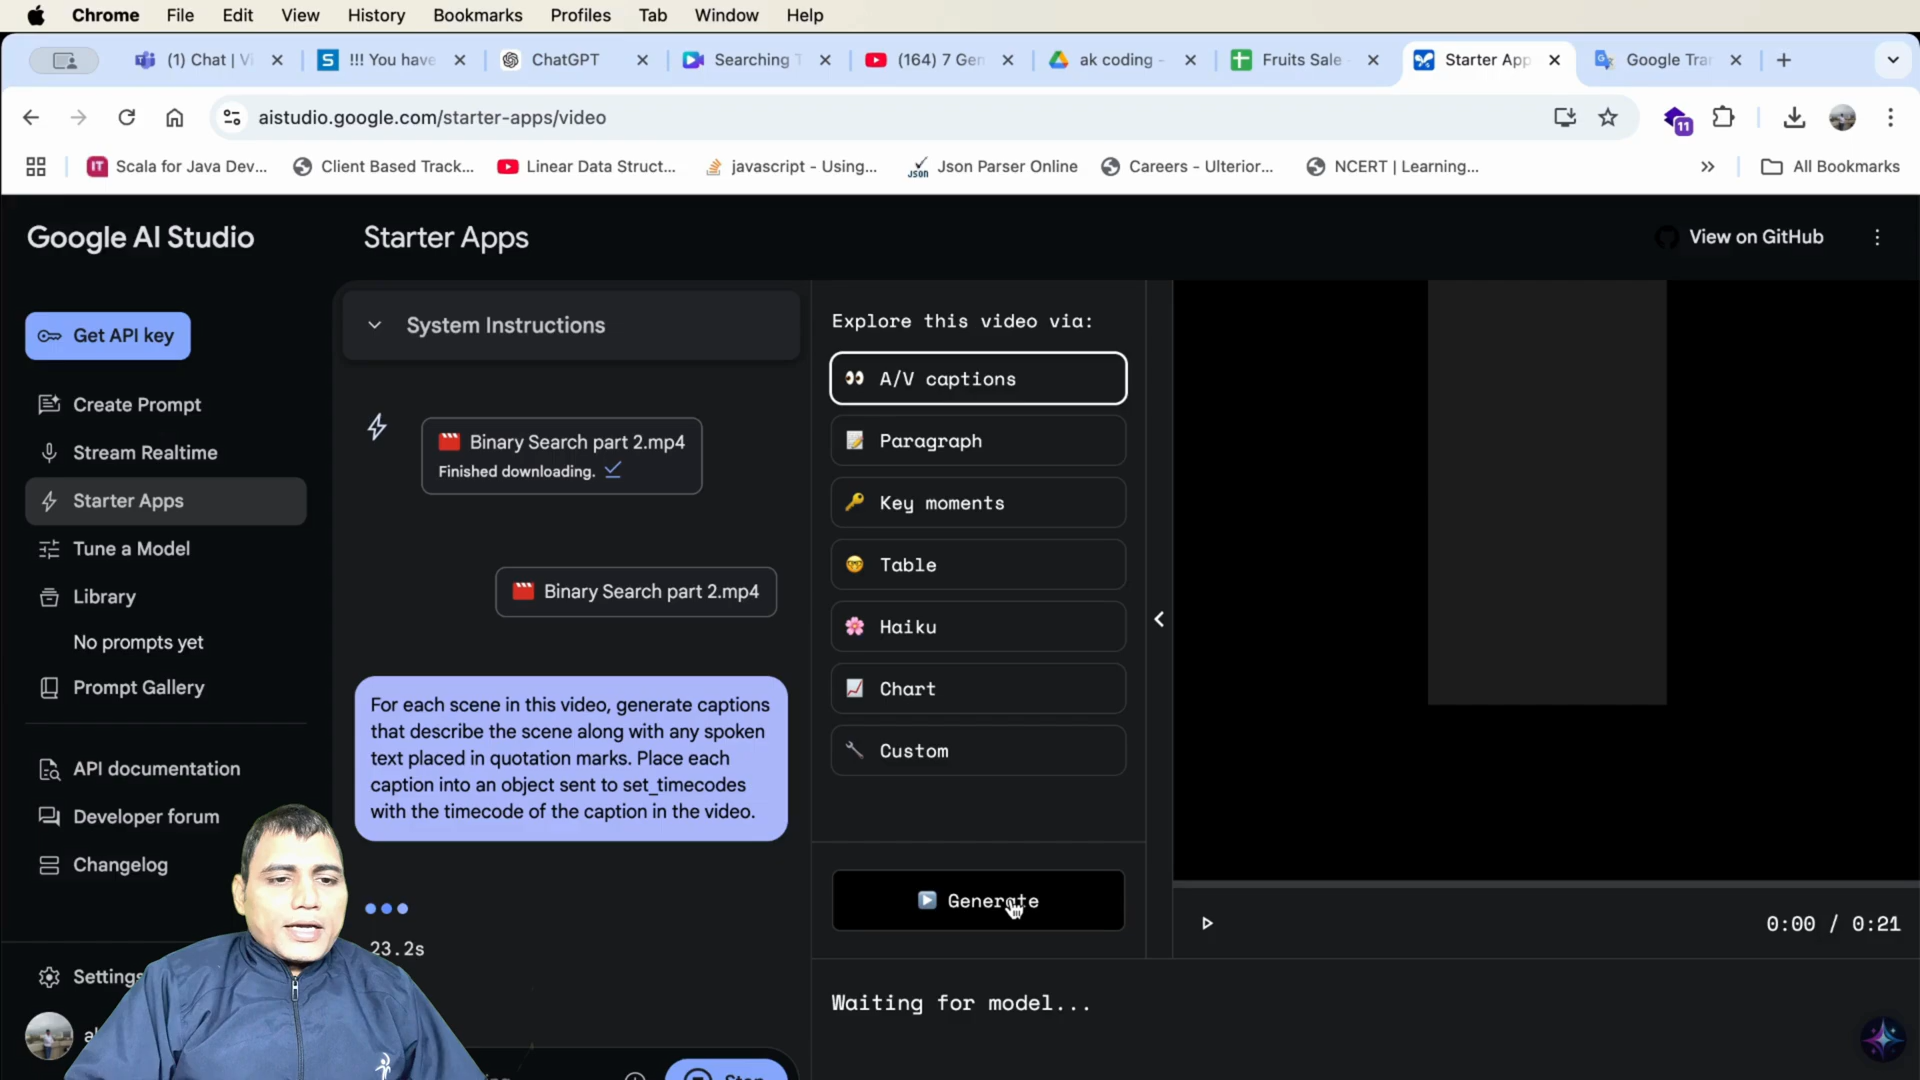 Chrome File Edit View History Bookmarks Profiles Tab Window Help
(1) Chat | Vi
!!! You have
ChatGPT
Searching T
(164) 7 Gen
ak coding -
Fruits Sale -
Starter App
Google Tra
aistudio.google.com/starter-apps/video
11
Scala for Java Dev...
Client Based Track...
Linear Data Struct...
javascript - Using...
Json Parser Online
Careers - Ulterior...
NCERT | Learning...
All Bookmarks
Google AI Studio
Starter Apps
View on GitHub
Get API key
Create Prompt
Stream Realtime
Starter Apps
Tune a Model
Library
No prompts yet
Prompt Gallery
API documentation
Developer forum
Changelog
Settings
System Instructions
Binary Search part 2.mp4
Finished downloading.
Binary Search part 2.mp4
For each scene in this video, generate captions
that describe the scene along with any spoken
text placed in quotation marks. Place each
caption into an object sent to set_timecodes
with the timecode of the caption in the video.
23.2s
Stop
Explore this video via:
A/V captions
Paragraph
Key moments
Table
Haiku
Chart
Custom
Generate
Waiting for model...
0:00 / 0:21